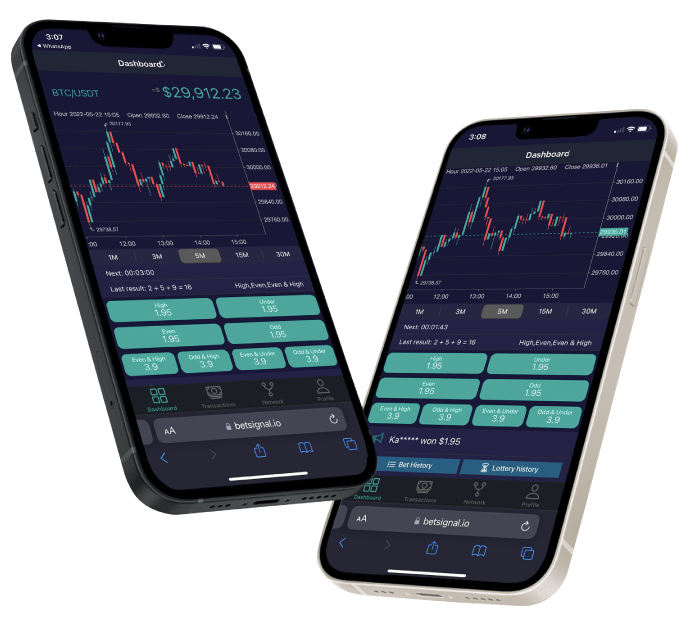 3:07
WhatsApp
Dashboard
BTC/USDT
≈$ $29,912.23
Hour 2022-05-22 15:05 Open 29932.60 Close 29912.24
30177.93
30160.00
30080.00
30000.00
29912.24
29840.00
29760.00
29738.57
:00 12:00 13:00 14:00 15:00
1M 3M 5M 15M 30M
Next: 00:03:00
Last result: 2 + 5 + 9 = 16 High,Even,Even & High
High Under
1.95 1.95
Even Odd
1.95 1.95
Even & High Odd & High Even & Under Odd & Under
3.9 3.9 3.9 3.9
Dashboard Transactions Network Profile
AA betsignal.io
3:08
Dashboard
Hour 2022-05-22 15:05 Open 29932.60 Close 29936.01
30177.93
30160.00
30080.00
30000.00
29936.01
29840.00
29760.00
29738.57
:00 12:00 13:00 14:00 15:00
1M 3M 5M 15M 30M
Next: 00:01:43
Last result: 2 + 5 + 9 = 16 High,Even,Even & High
High Under
1.95 1.95
Even Odd
1.95 1.95
Even & High Odd & High Even & Under Odd & Under
3.9 3.9 3.9 3.9
Ka***** won $1.95
Bet History Lottery history
Dashboard Transactions Network Profile
AA betsignal.io